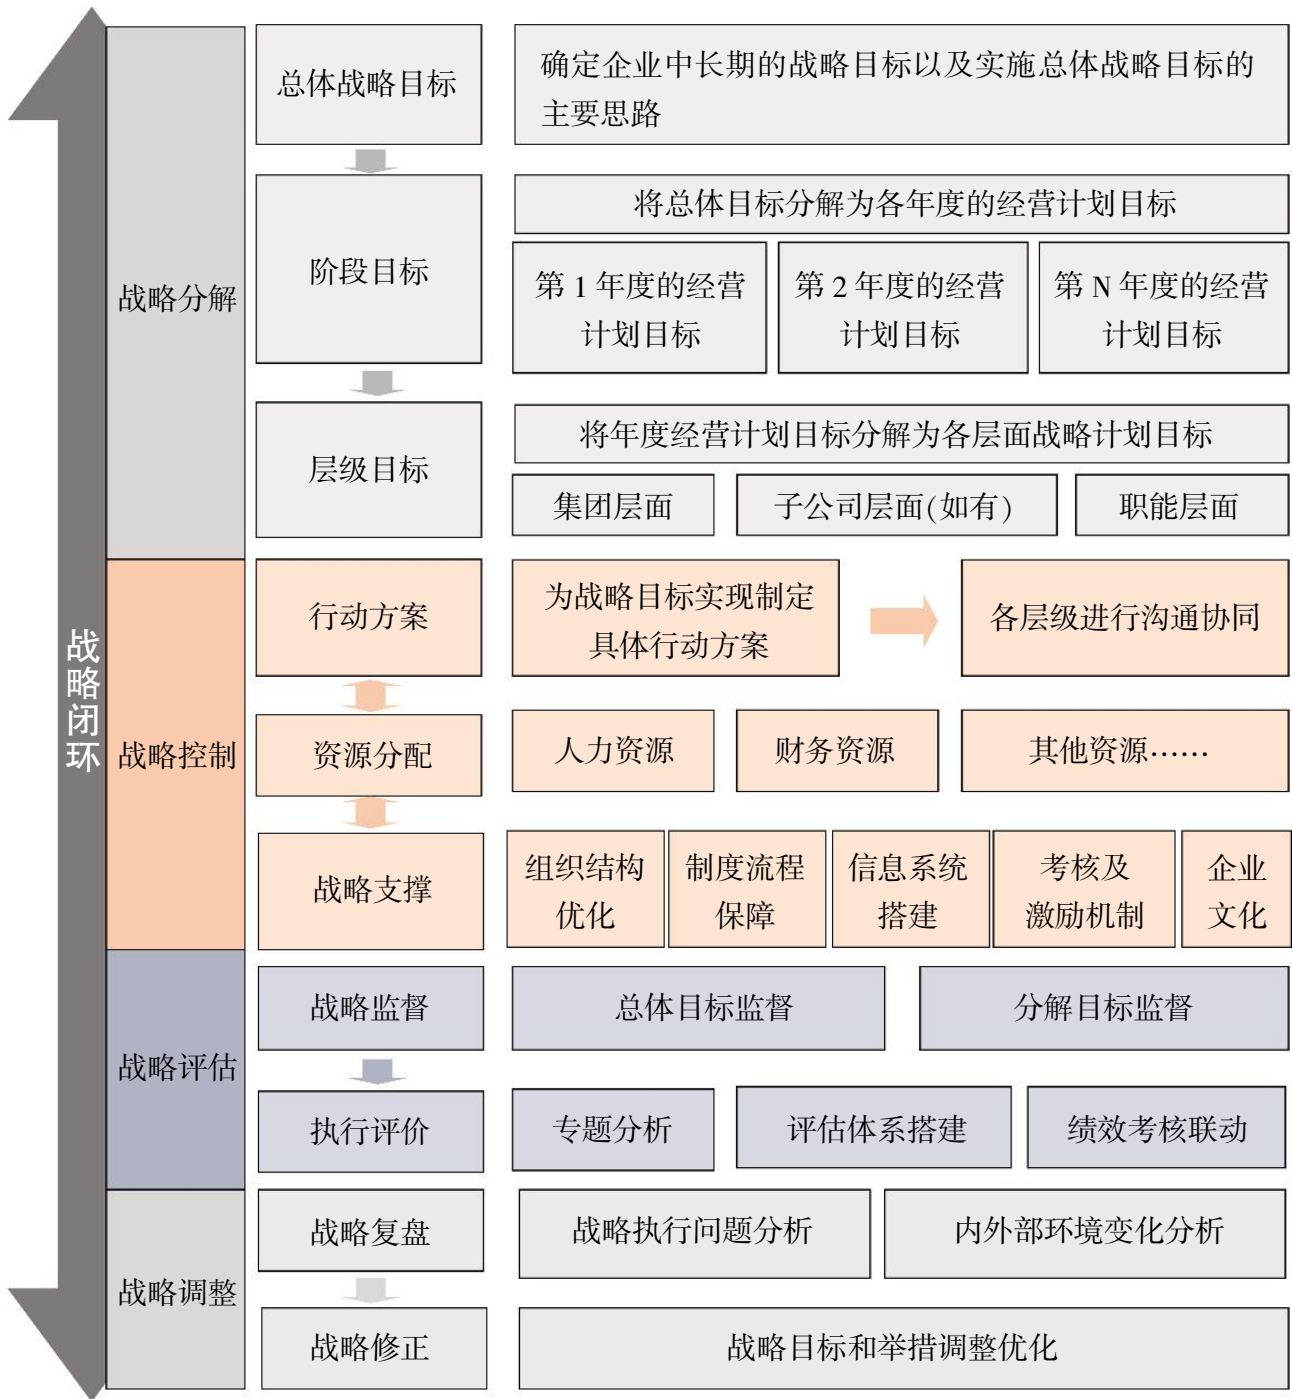 战略闭环
战略分解
总体战略目标
确定企业中长期的战略目标以及实施总体战略目标的
主要思路
阶段目标
将总体目标分解为各年度的经营计划目标
第 1 年度的经营
计划目标
第 2 年度的经营
计划目标
第 N 年度的经营
计划目标
层级目标
将年度经营计划目标分解为各层面战略计划目标
集团层面
子公司层面(如有)
职能层面
战略控制
行动方案
为战略目标实现制定
具体行动方案
各层级进行沟通协同
资源分配
人力资源
财务资源
其他资源……
战略支撑
组织结构
优化
制度流程
保障
信息系统
搭建
考核及
激励机制
企业
文化
战略评估
战略监督
总体目标监督
分解目标监督
执行评价
专题分析
评估体系搭建
绩效考核联动
战略调整
战略复盘
战略执行问题分析
内外部环境变化分析
战略修正
战略目标和举措调整优化